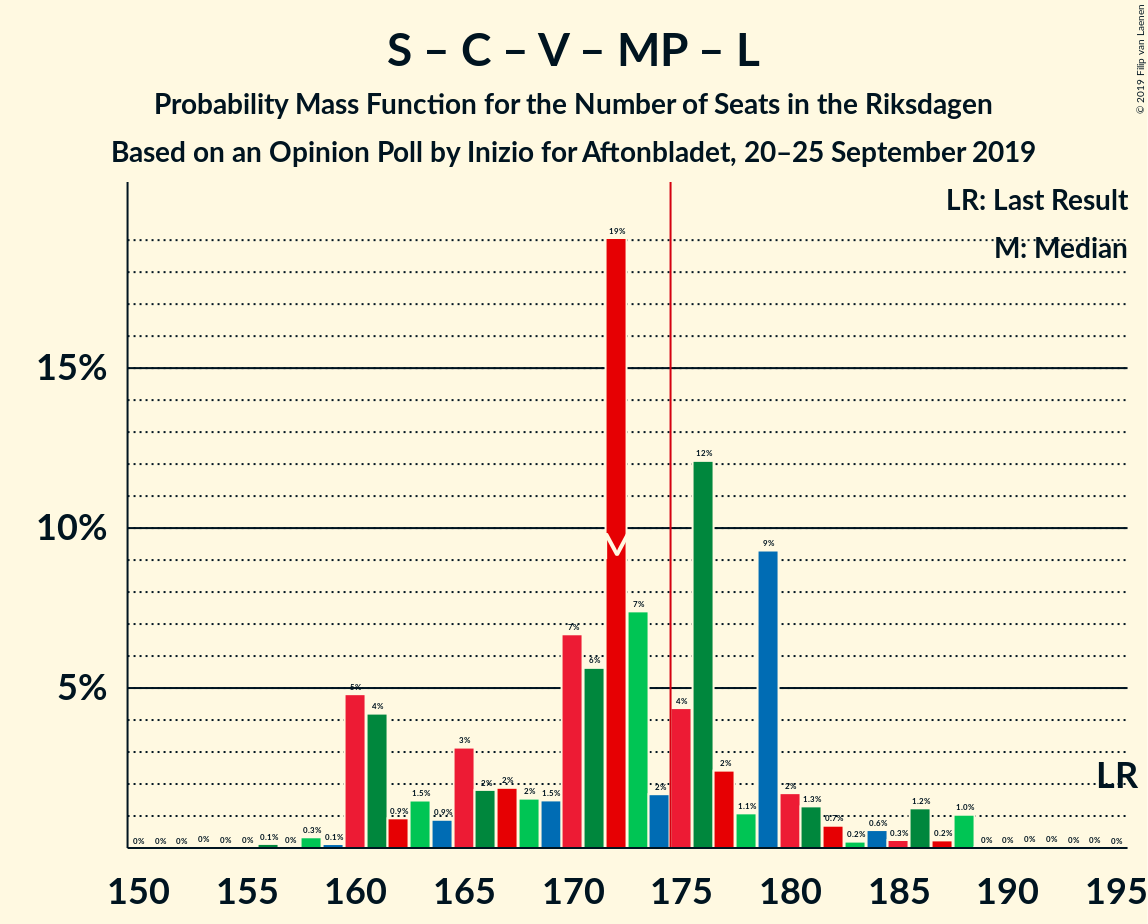 S – C – V – MP – L
Probability Mass Function for the Number of Seats in the Riksdagen
Based on an Opinion Poll by Inizio for Aftonbladet, 20–25 September 2019
© 2019 Filip van Laenen
LR: Last Result
M: Median
15%
10%
5%
0% 0% 0% 0% 0% 0% 0.1% 0% 0.3% 0.1% 5% 4% 0.9% 1.5% 0.9% 3% 2% 2% 2% 1.5% 7% 6% 19% 7% 2% 4% 12% 2% 1.1% 9% 2% 1.3% 0.7% 0.2% 0.6% 0.3% 1.2% 0.2% 1.0% 0% 0% 0% 0% 0% 0% 0%
M
LR
150 155 160 165 170 175 180 185 190 195